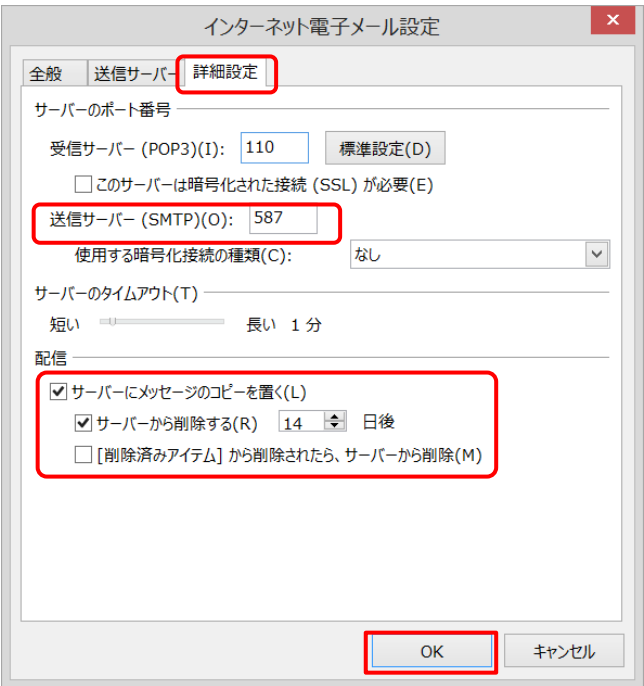 インターネット電子メール設定
全般 送信サーバー 詳細設定
サーバーのポート番号
受信サーバー (POP3)(I): 110 標準設定(D)
このサーバーは暗号化された接続 (SSL) が必要(E)
送信サーバー (SMTP)(O): 587
使用する暗号化接続の種類(C): なし
サーバーのタイムアウト(T)
短い 長い 1 分
配信
サーバーにメッセージのコピーを置く(L)
サーバーから削除する(R) 14 日後
[削除済みアイテム] から削除されたら、サーバーから削除(M)
OK キャンセル